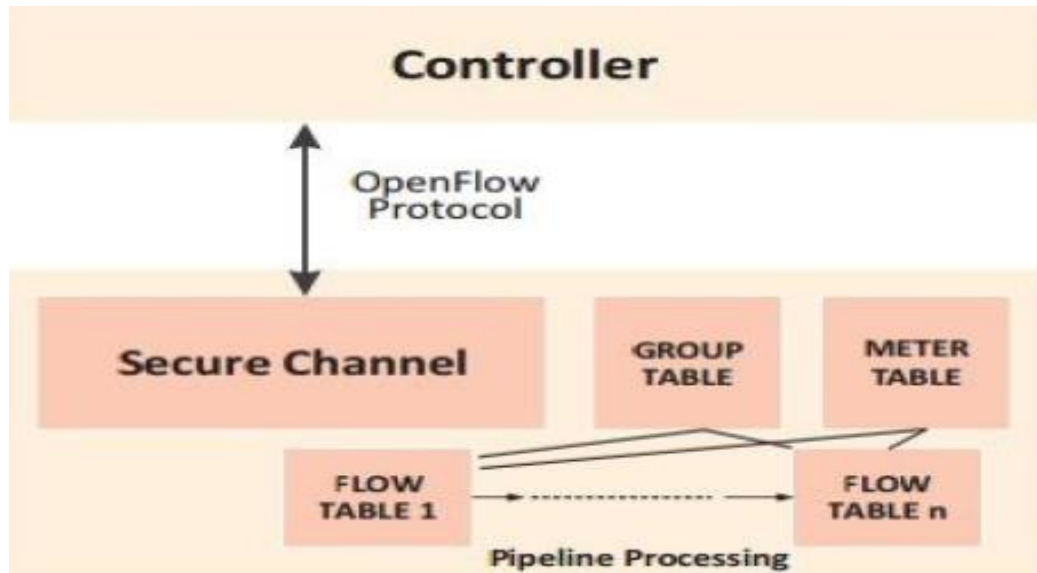 Controller
OpenFlow
Protocol
Secure Channel
GROUP
TABLE
METER
TABLE
FLOW
TABLE 1
FLOW
TABLE n
Pipeline Processing